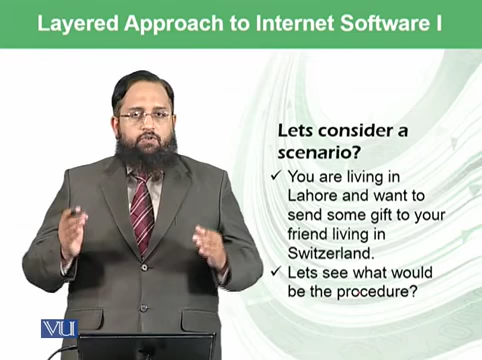 Layered Approach to Internet Software I
Lets consider a
scenario?
✓ You are living in
Lahore and want to
send some gift to your
friend living in
Switzerland.
✓ Lets see what would
be the procedure?
VU